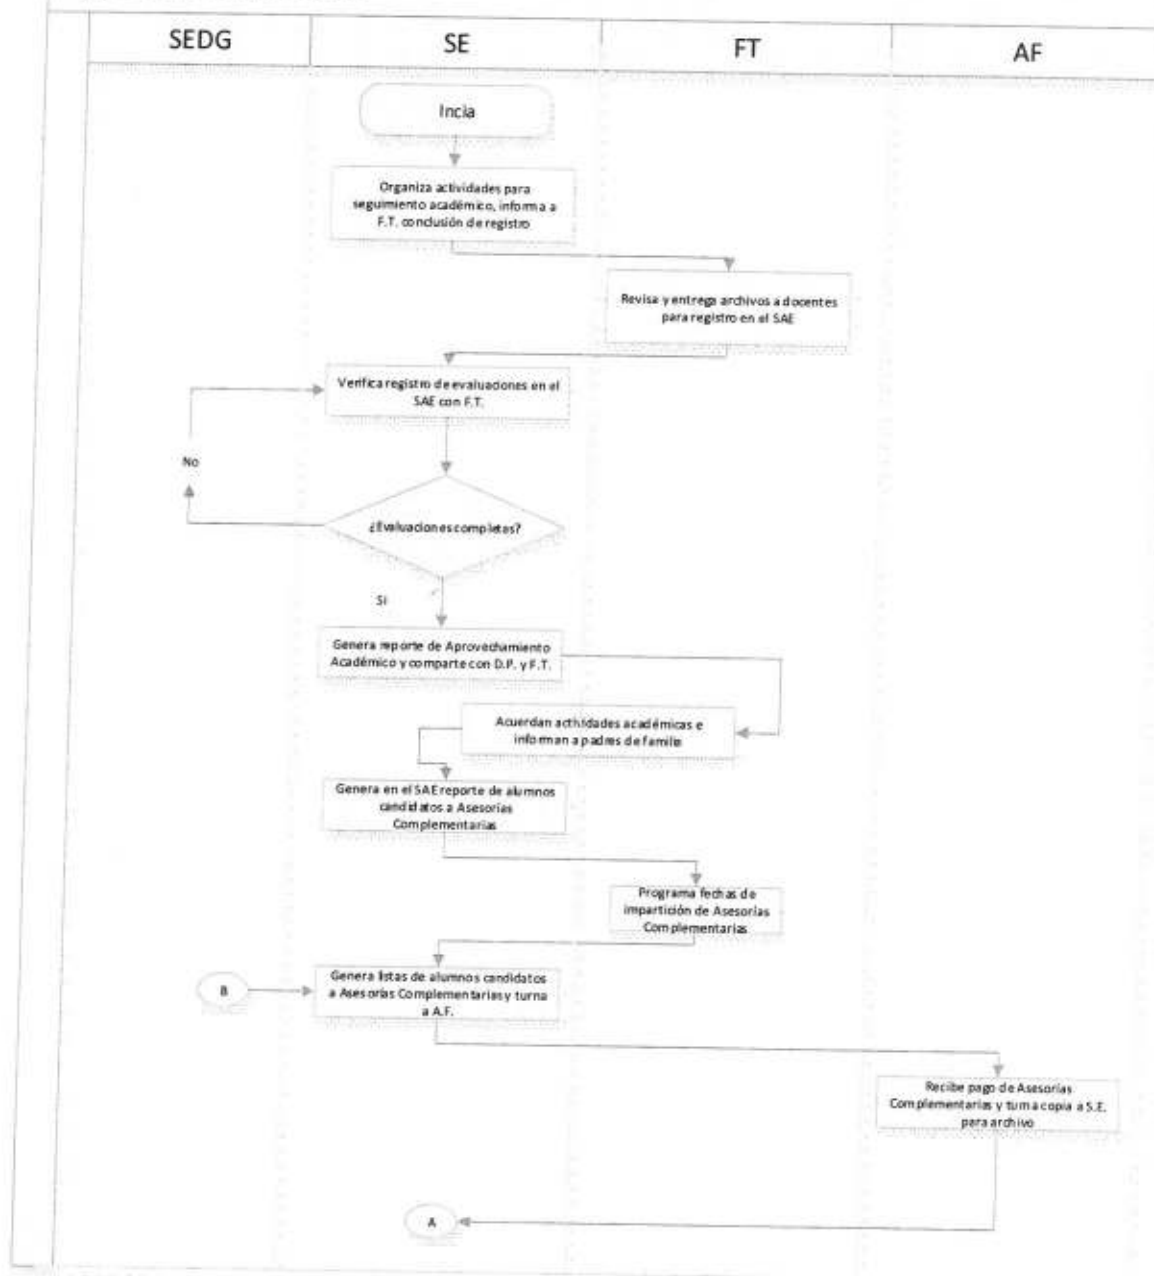 SEDG
SE
FT
AF
Incia
Organiza actividades para
seguimiento académico, informa a
F.T. conclusión de registro
Revisa y entrega archivos a docentes
para registro en el SAE
Verifica registro de evaluaciones en el
SAE con F.T.
No
¿Evaluaciones completas?
Si
Genera reporte de Aprovechamiento
Académico y comparte con D.P. y F.T.
Acuerdan actividades académicas e
informan a padres de familia
Genera en el SAE reporte de alumnos
candidatos a Asesorías
Complementarias
Programa fechas de
impartición de Asesorías
Complementarias
B
Genera listas de alumnos candidatos
a Asesorías Complementarias y turna
a A.F.
Recibe pago de Asesorías
Complementarias y turna copia a S.E.
para archivo
A